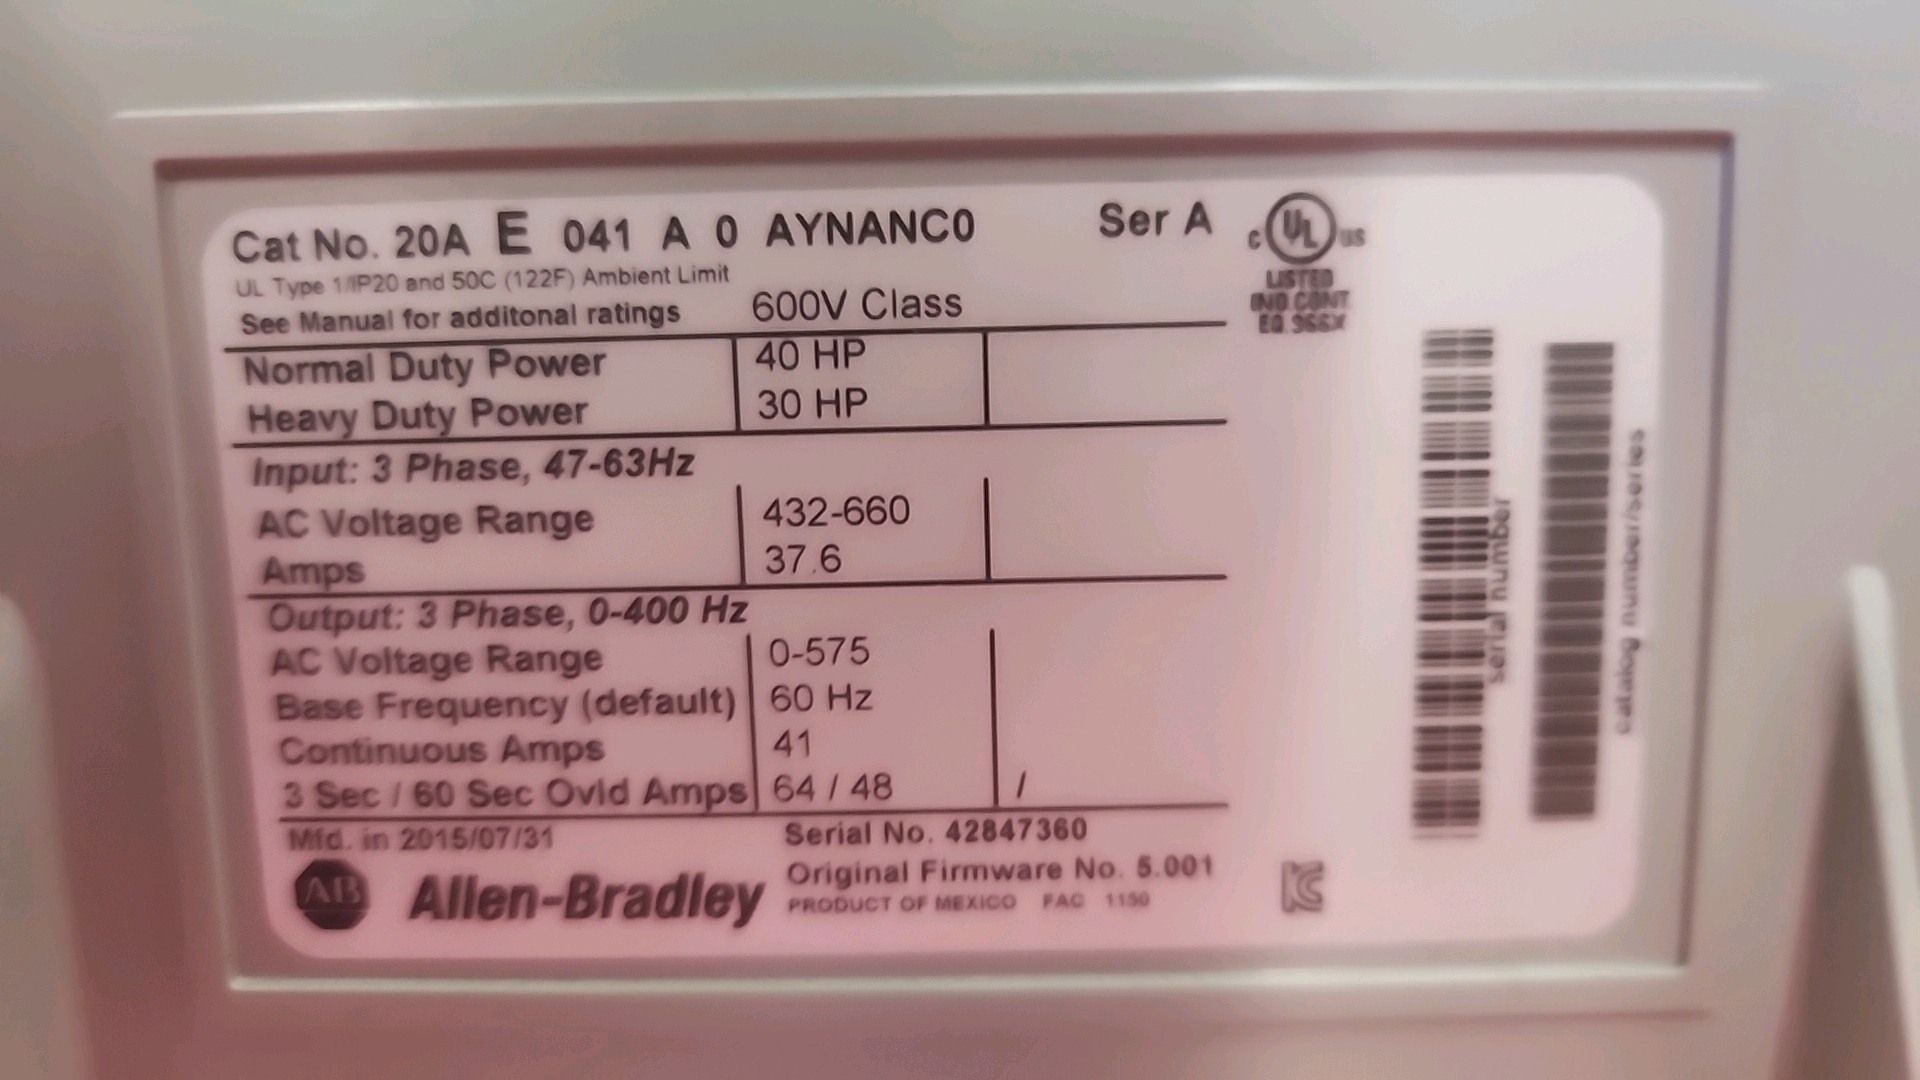 Cat No. 20A E 041 A 0 AYNANC0 Ser A
UL Type 1/IP20 and 50C (122F) Ambient Limit
See Manual for additonal ratings 600V Class
Normal Duty Power 40 HP
Heavy Duty Power 30 HP
Input: 3 Phase, 47-63Hz
AC Voltage Range 432-660
Amps 37.6
Output: 3 Phase, 0-400 Hz
AC Voltage Range 0-575
Base Frequency (default) 60 Hz
Continuous Amps 41
3 Sec / 60 Sec Ovld Amps 64 / 48 /
Mfd. in 2015/07/31 Serial No. 42847360
AB Allen-Bradley Original Firmware No. 5.001
PRODUCT OF MEXICO FAC 1150
C UL US
LISTED
IND CONT
EQ 966X
serial number
catalog number/series